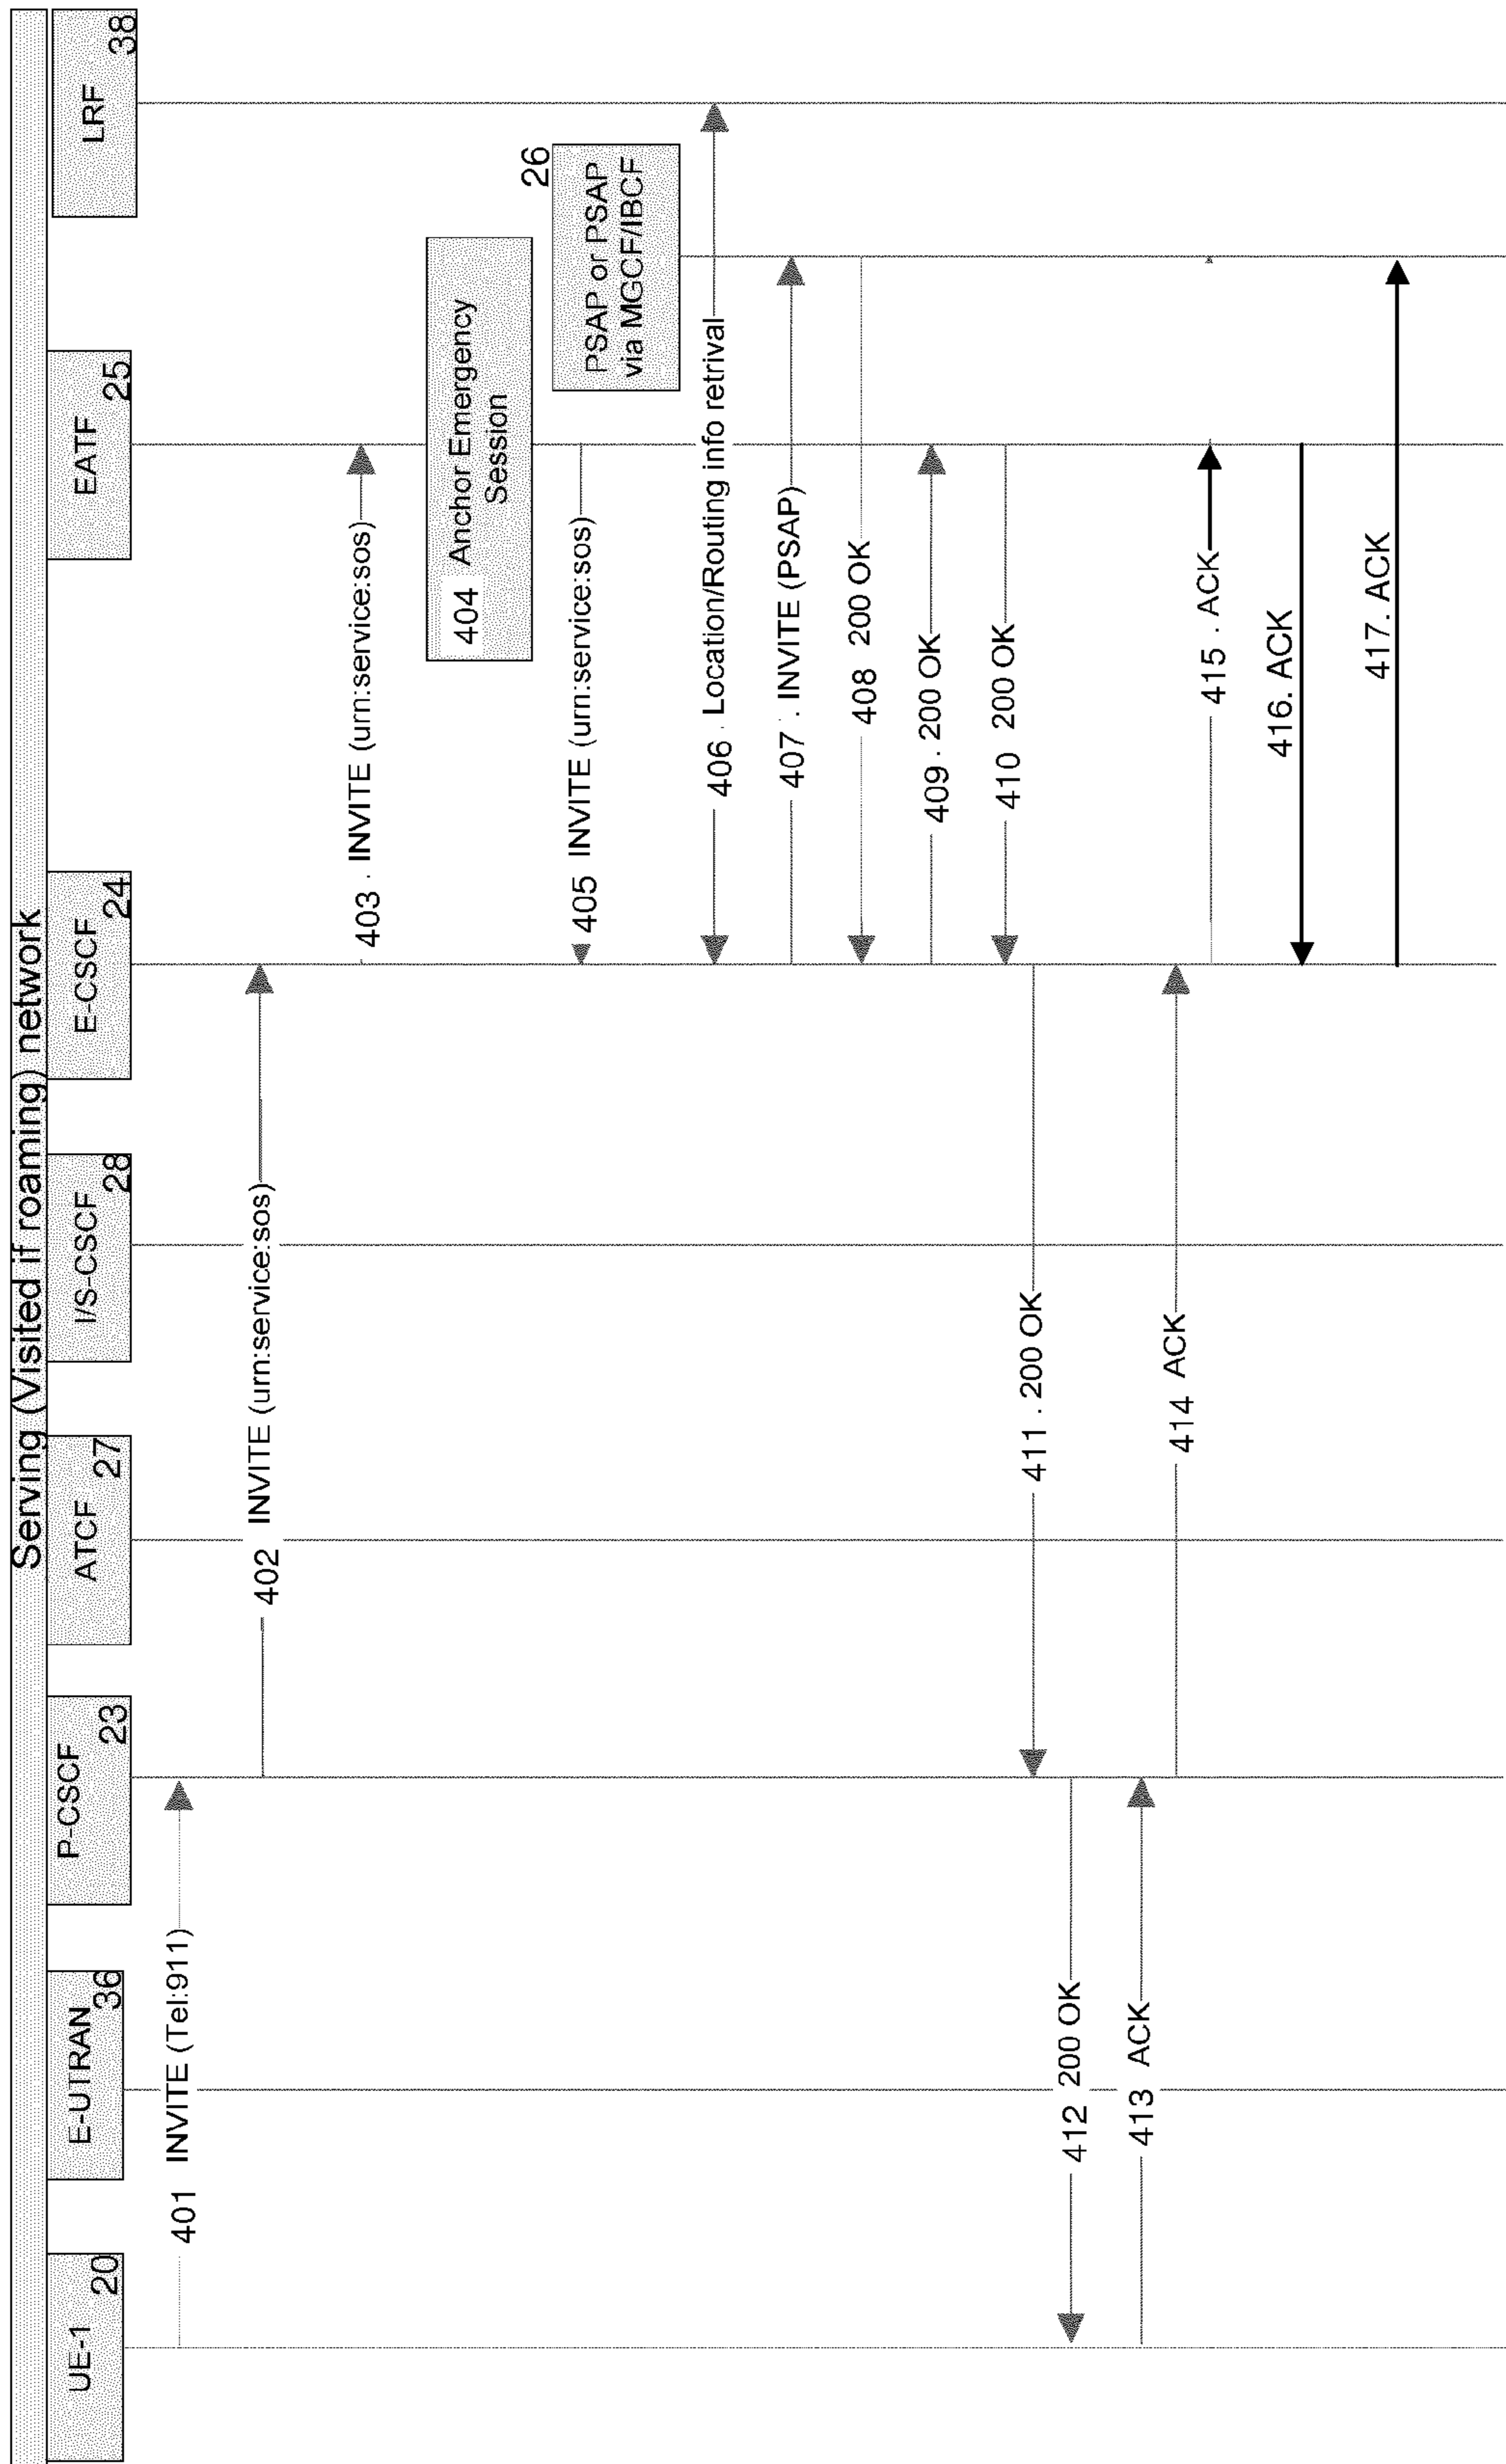 Serving (Visited if roaming) network
UE-1
20
E-UTRAN
36
P-CSCF
23
ATCF
27
I/S-CSCF
28
E-CSCF
24
EATF
25
LRF
38
401 INVITE (Tel:911)
402 INVITE (urn:service:sos)
403 . INVITE (urn:service:sos)
404 Anchor Emergency
Session
26
PSAP or PSAP
via MGCF/IBCF
405 INVITE (urn:service:sos)
406 . Location/Routing info retrival
407 . INVITE (PSAP)
408 200 OK
409 . 200 OK
410 200 OK
411 . 200 OK
412 200 OK
413 ACK
414 ACK
415 . ACK
416. ACK
417. ACK